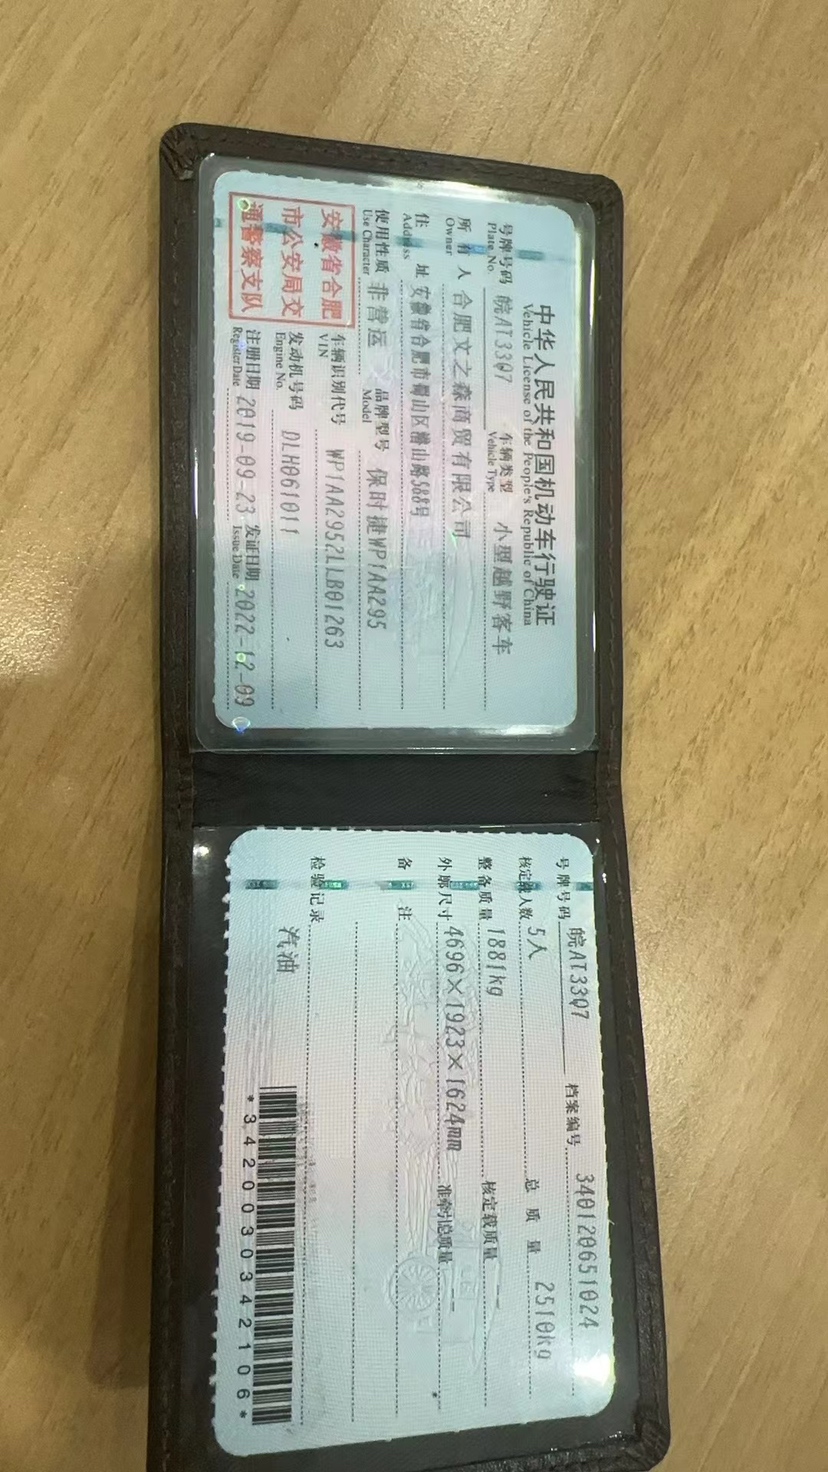 中华人民共和国机动车行驶证
Vehicle License of the People's Republic of China
号牌号码 皖AT33Q7 车辆类型 小型越野客车
Plate No. Vehicle Type
所有人 合肥文之森商贸有限公司
Owner
住址 安徽省合肥市蜀山区潜山路588号
Address
使用性质 非营运 品牌型号 保时捷WP1AA295
Use Character Model
安徽省合肥
市公安局交
通警察支队
车辆识别代号 WP1AA2952LLB01263
VIN
发动机号码 DLH061011
Engine No.
注册日期 2019-09-23 发证日期 2022-12-09
Register Date Issue Date
号牌号码 皖AT33Q7 档案编号 340120651024
核定载人数 5人 总质量 2510kg
整备质量 1881kg 核定载质量 --
外廓尺寸 4696×1923×1624mm 准牵引总质量 --
备注
检验记录
汽油
*3420030342106*